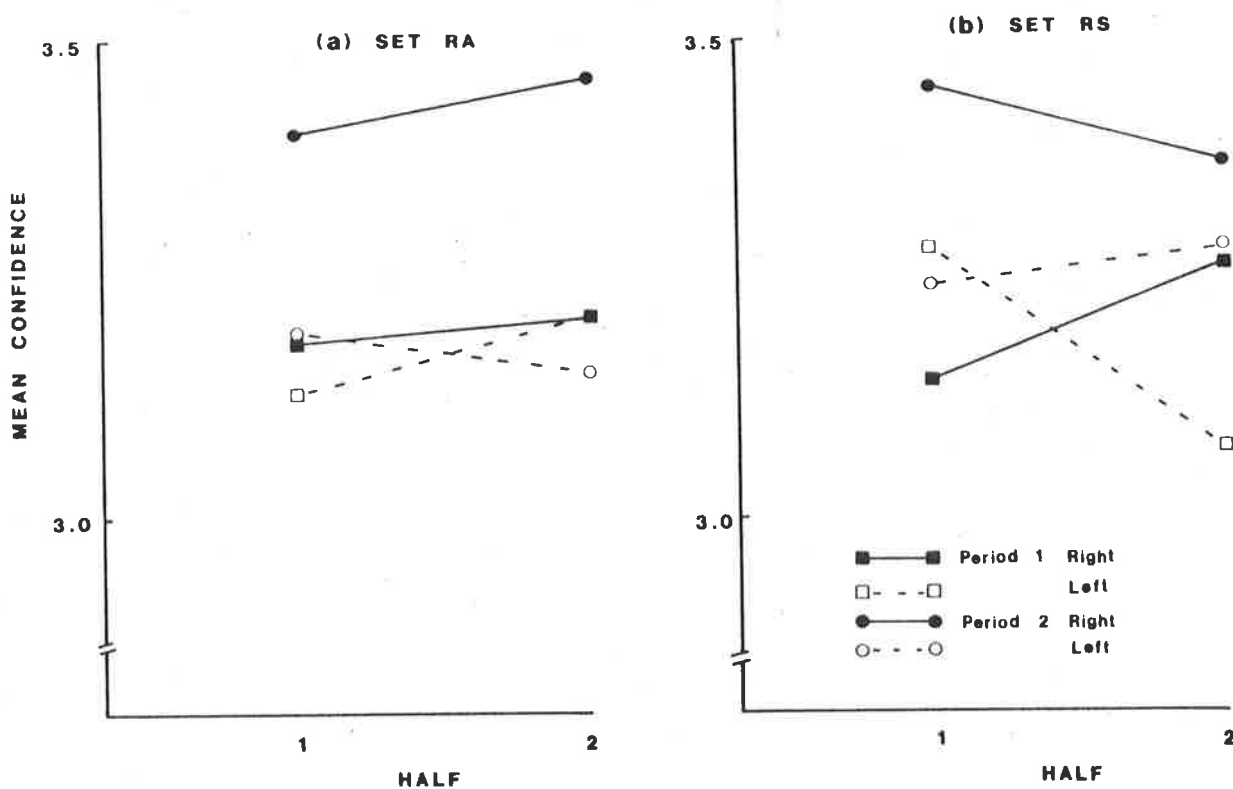 (a) SET RA
3.5
3.0
MEAN CONFIDENCE
1 2
HALF
(b) SET RS
3.5
3.0
Period 1 Right
Left
Period 2 Right
Left
1 2
HALF